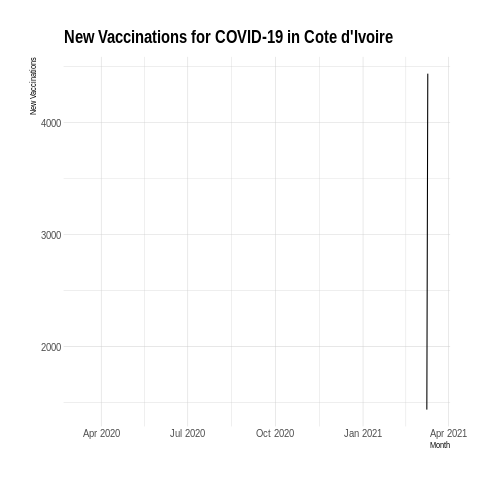 New Vaccinations for COVID-19 in Cote d'Ivoire
New Vaccinations
4000
3000
2000
Apr 2020 Jul 2020 Oct 2020 Jan 2021 Apr 2021
Month